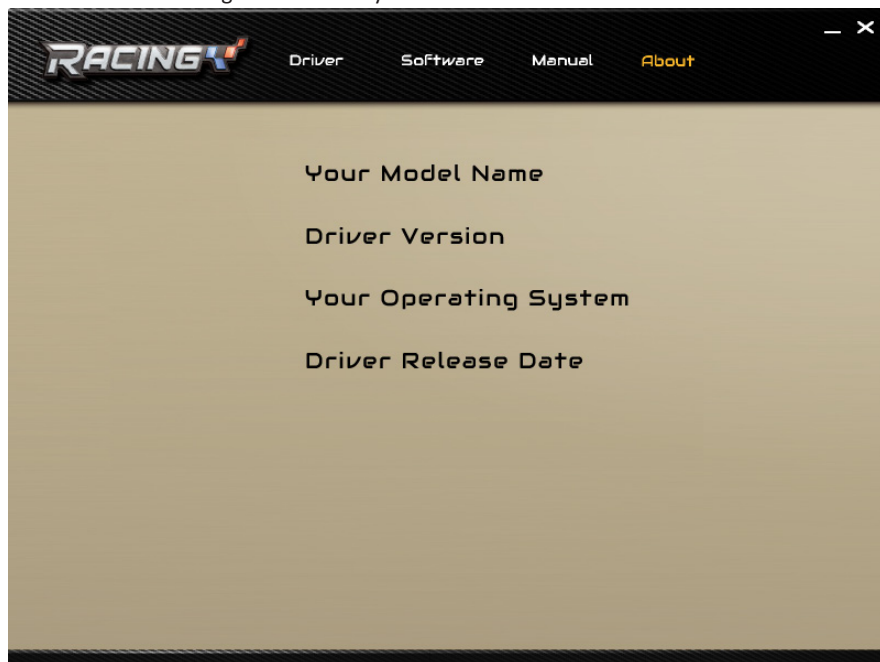 RACING
Driver Software Manual About
Your Model Name
Driver Version
Your Operating System
Driver Release Date